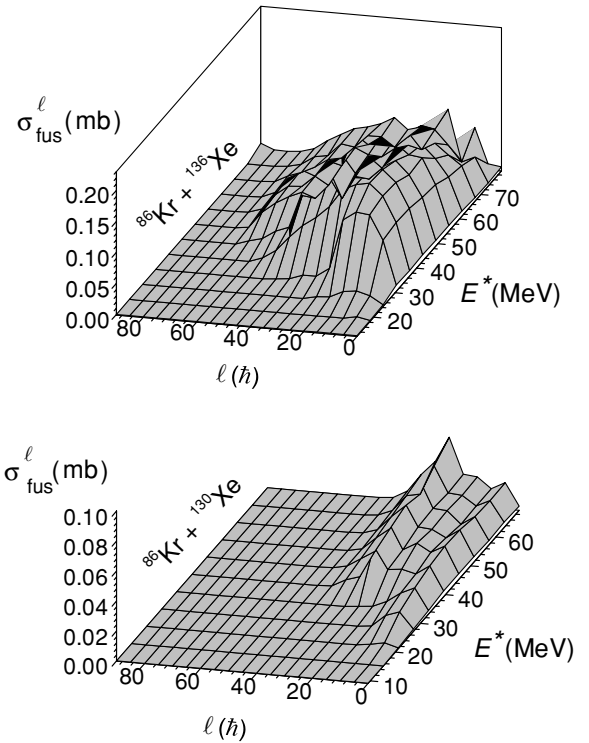 σ^ℓ_fus (mb)
⁸⁶Kr + ¹³⁶Xe
0.20
0.15
0.10
0.05
0.00
80 60 40 20 0
ℓ (ħ)
20 30 40 50 60 70
E*(MeV)
σ^ℓ_fus (mb)
⁸⁶Kr + ¹³⁰Xe
0.10
0.08
0.06
0.04
0.02
0.00
80 60 40 20 0
ℓ (ħ)
10 20 30 40 50 60
E*(MeV)